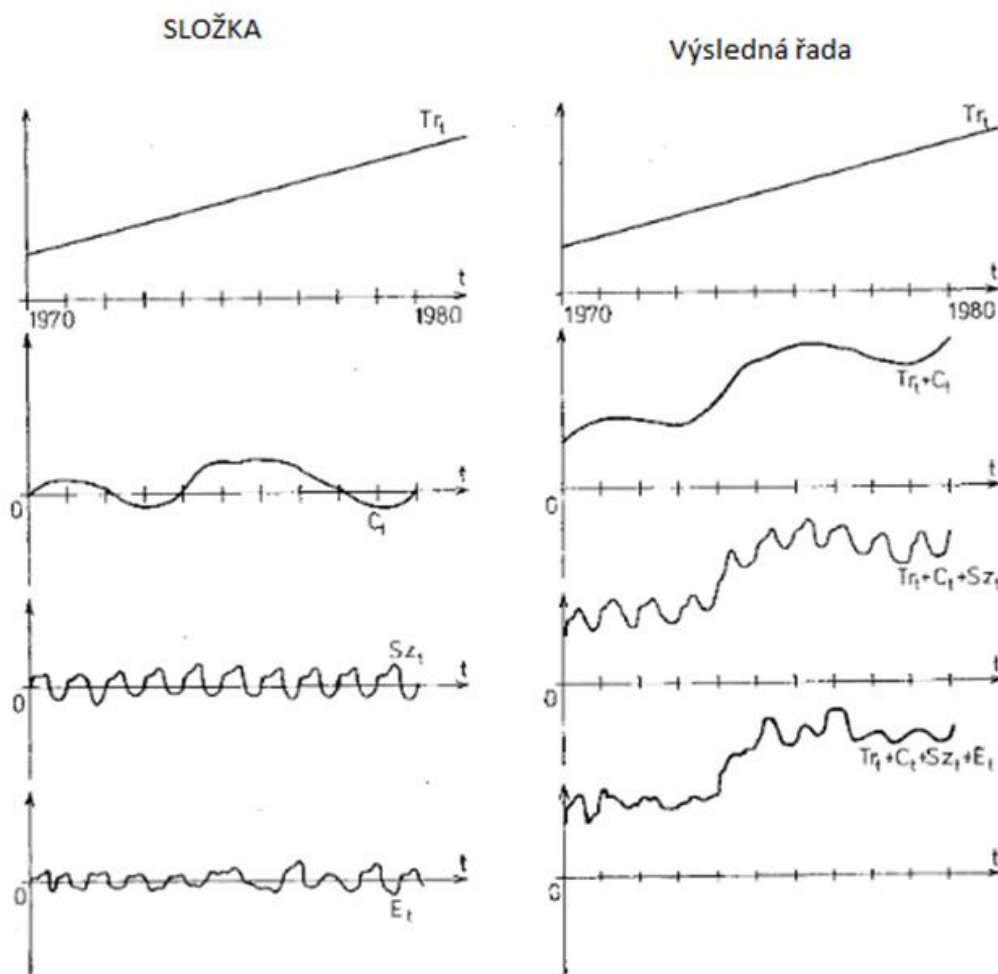 SLOŽKA
Výsledná řada
Tr_t
t
1970
1980
Tr_t
t
1970
1980
0
C_t
t
0
Tr_t+C_t
t
0
Sz_t
t
0
Tr_t+C_t+Sz_t
t
0
E_t
t
0
Tr_t+C_t+Sz_t+E_t
t